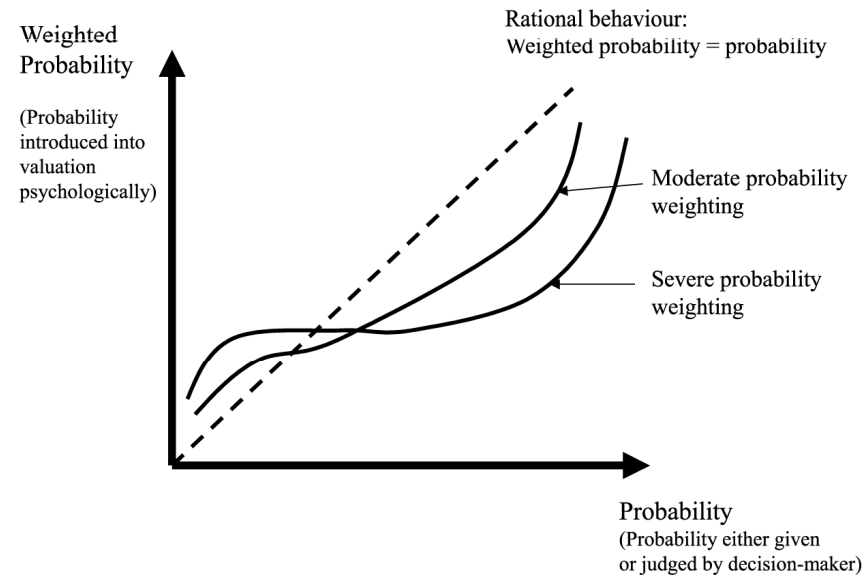 Rational behaviour:
Weighted probability = probability
Weighted
Probability
(Probability
introduced into
valuation
psychologically)
Moderate probability
weighting
Severe probability
weighting
Probability
(Probability either given
or judged by decision-maker)